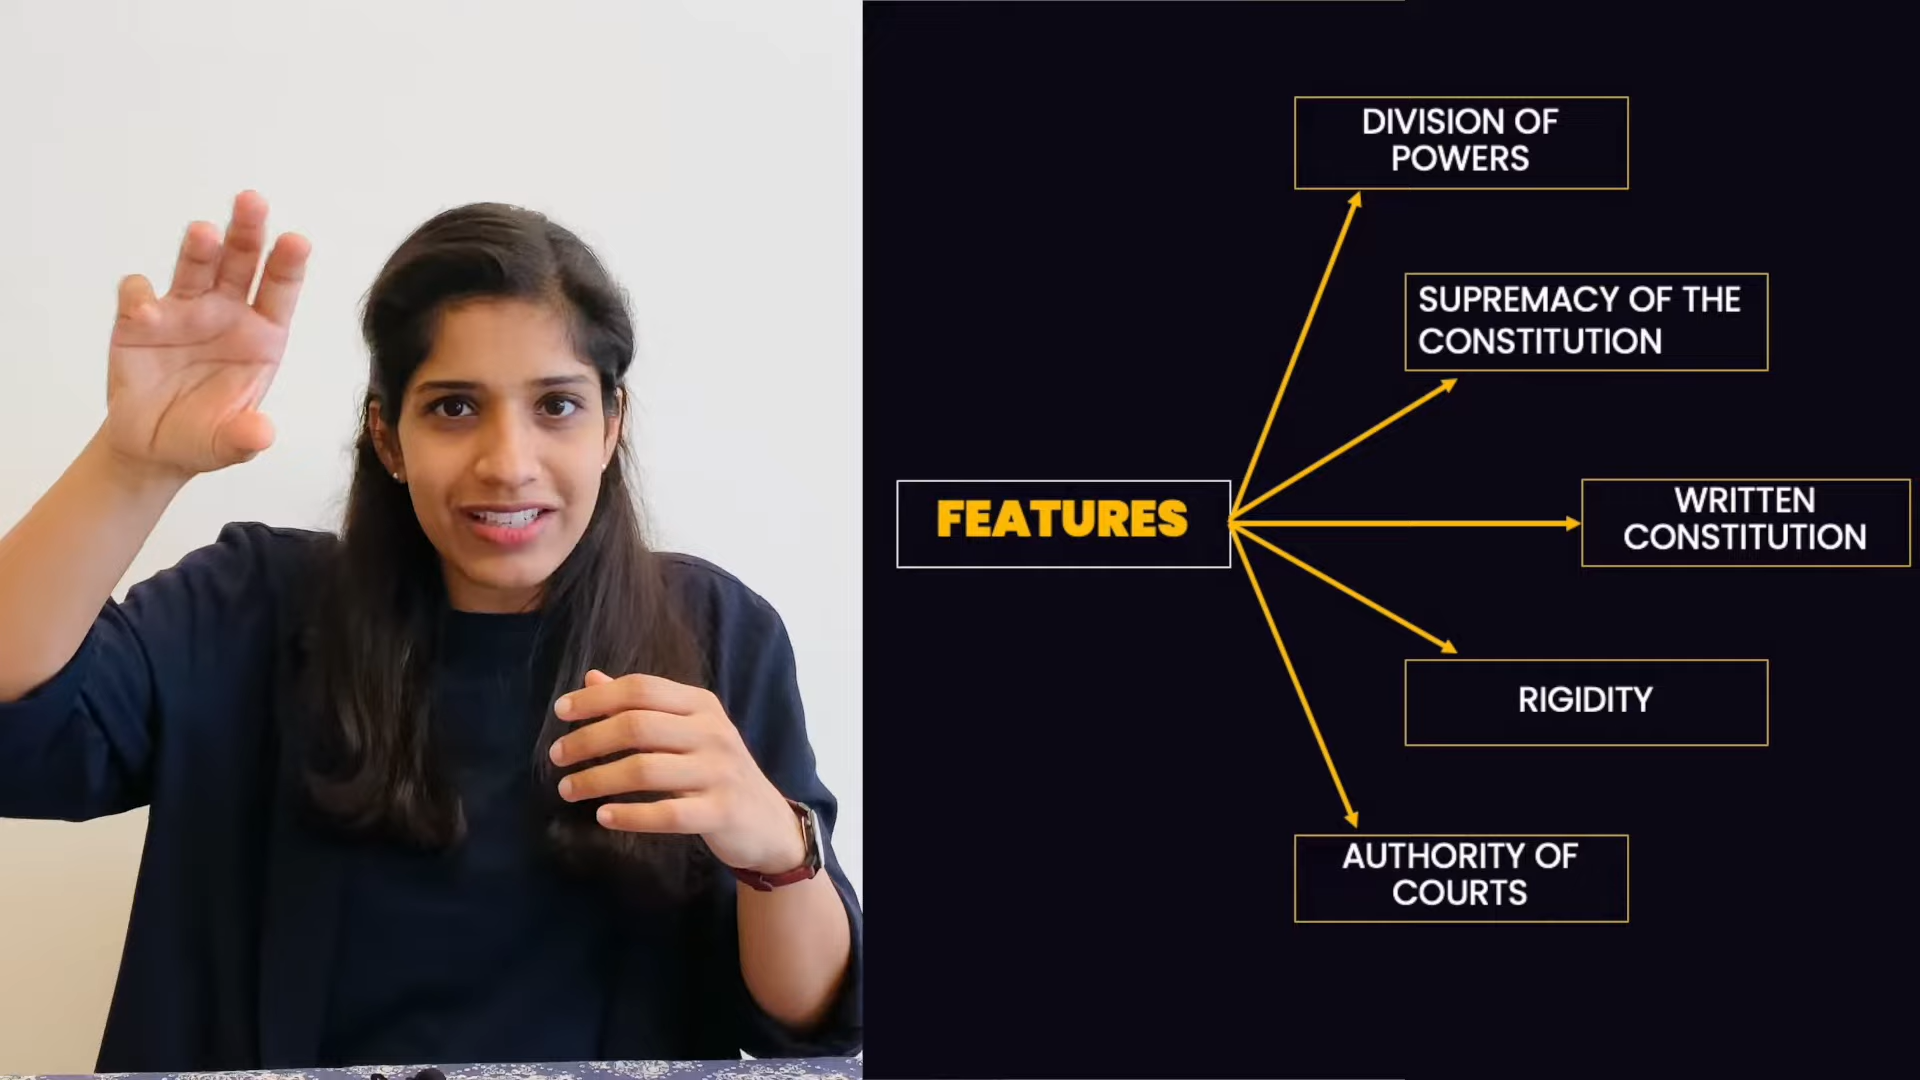 DIVISION OF
POWERS
SUPREMACY OF THE
CONSTITUTION
FEATURES
WRITTEN
CONSTITUTION
RIGIDITY
AUTHORITY OF
COURTS